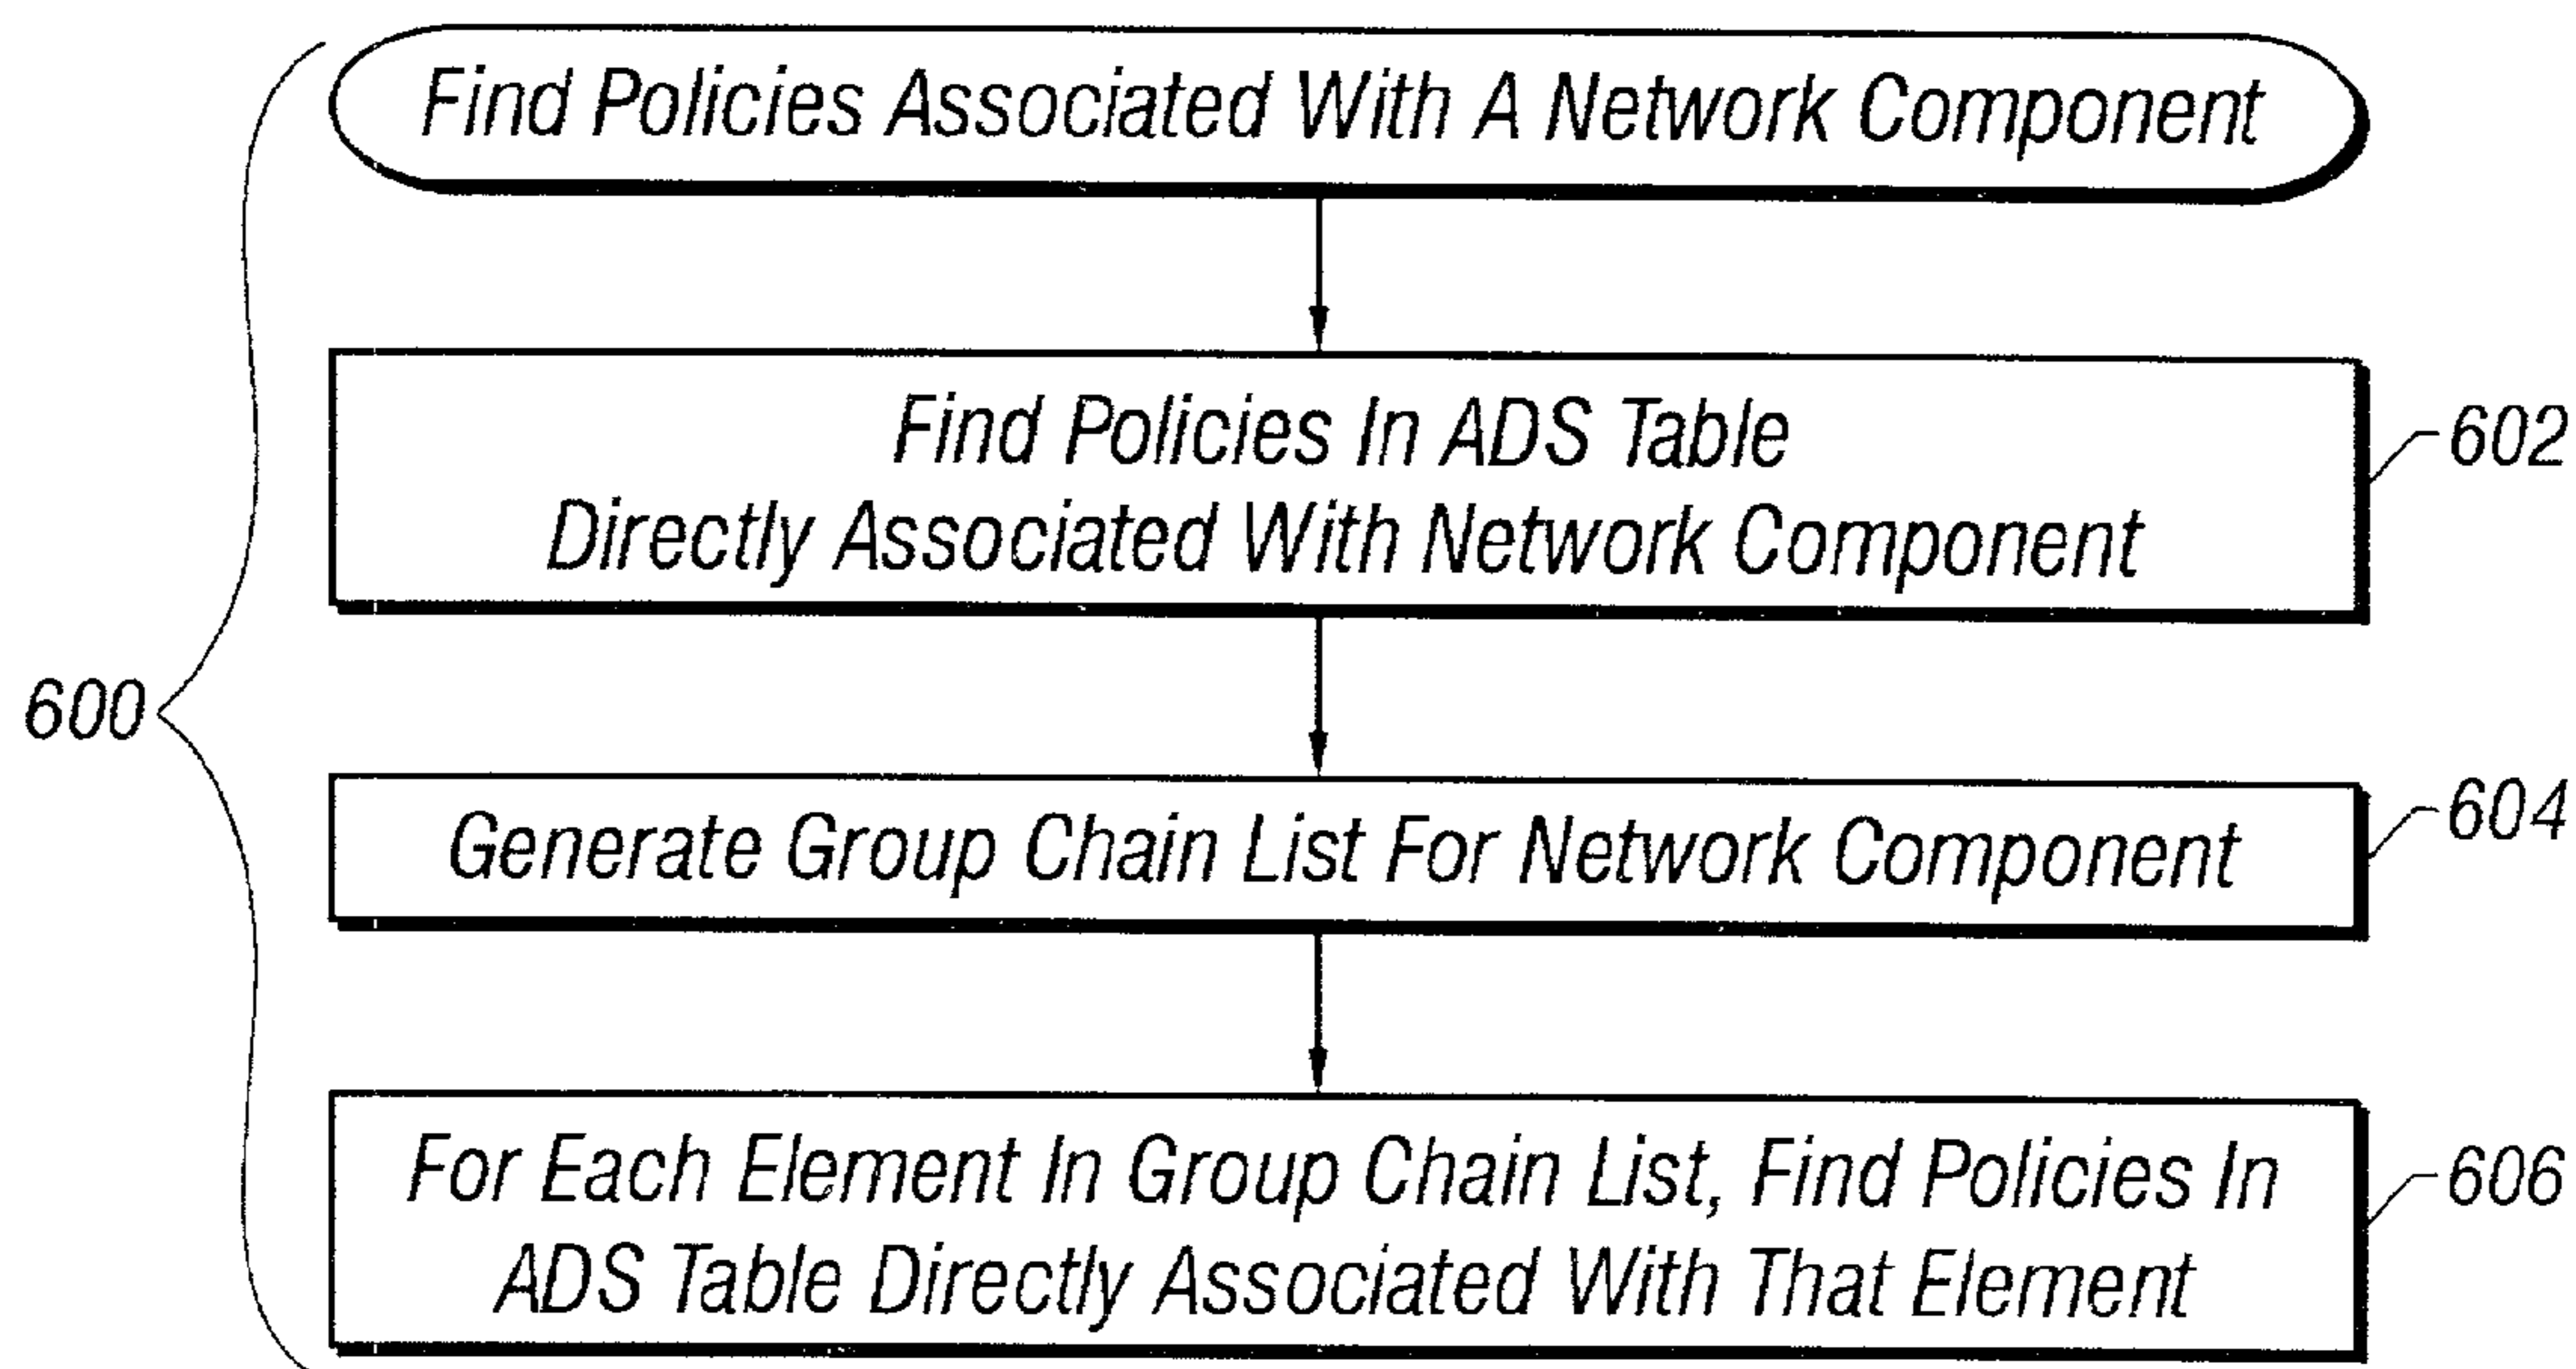 Find Policies Associated With A Network Component
Find Policies In ADS Table
Directly Associated With Network Component
602
600
Generate Group Chain List For Network Component
604
For Each Element In Group Chain List, Find Policies In
ADS Table Directly Associated With That Element
606